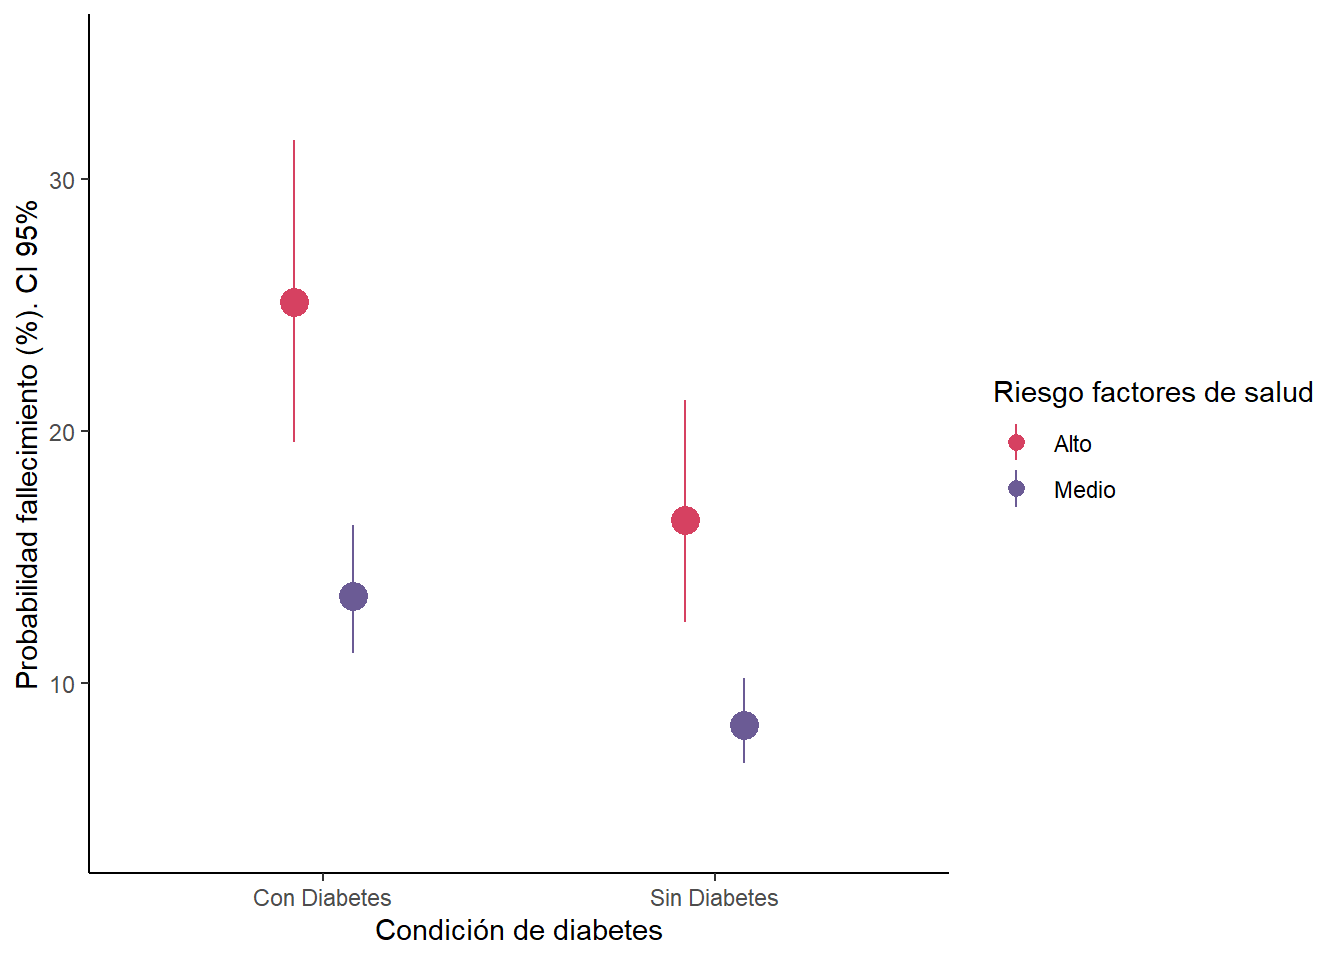 Probabilidad fallecimiento (%). CI 95%
30
20
10
Con Diabetes
Sin Diabetes
Condición de diabetes
Riesgo factores de salud
Alto
Medio